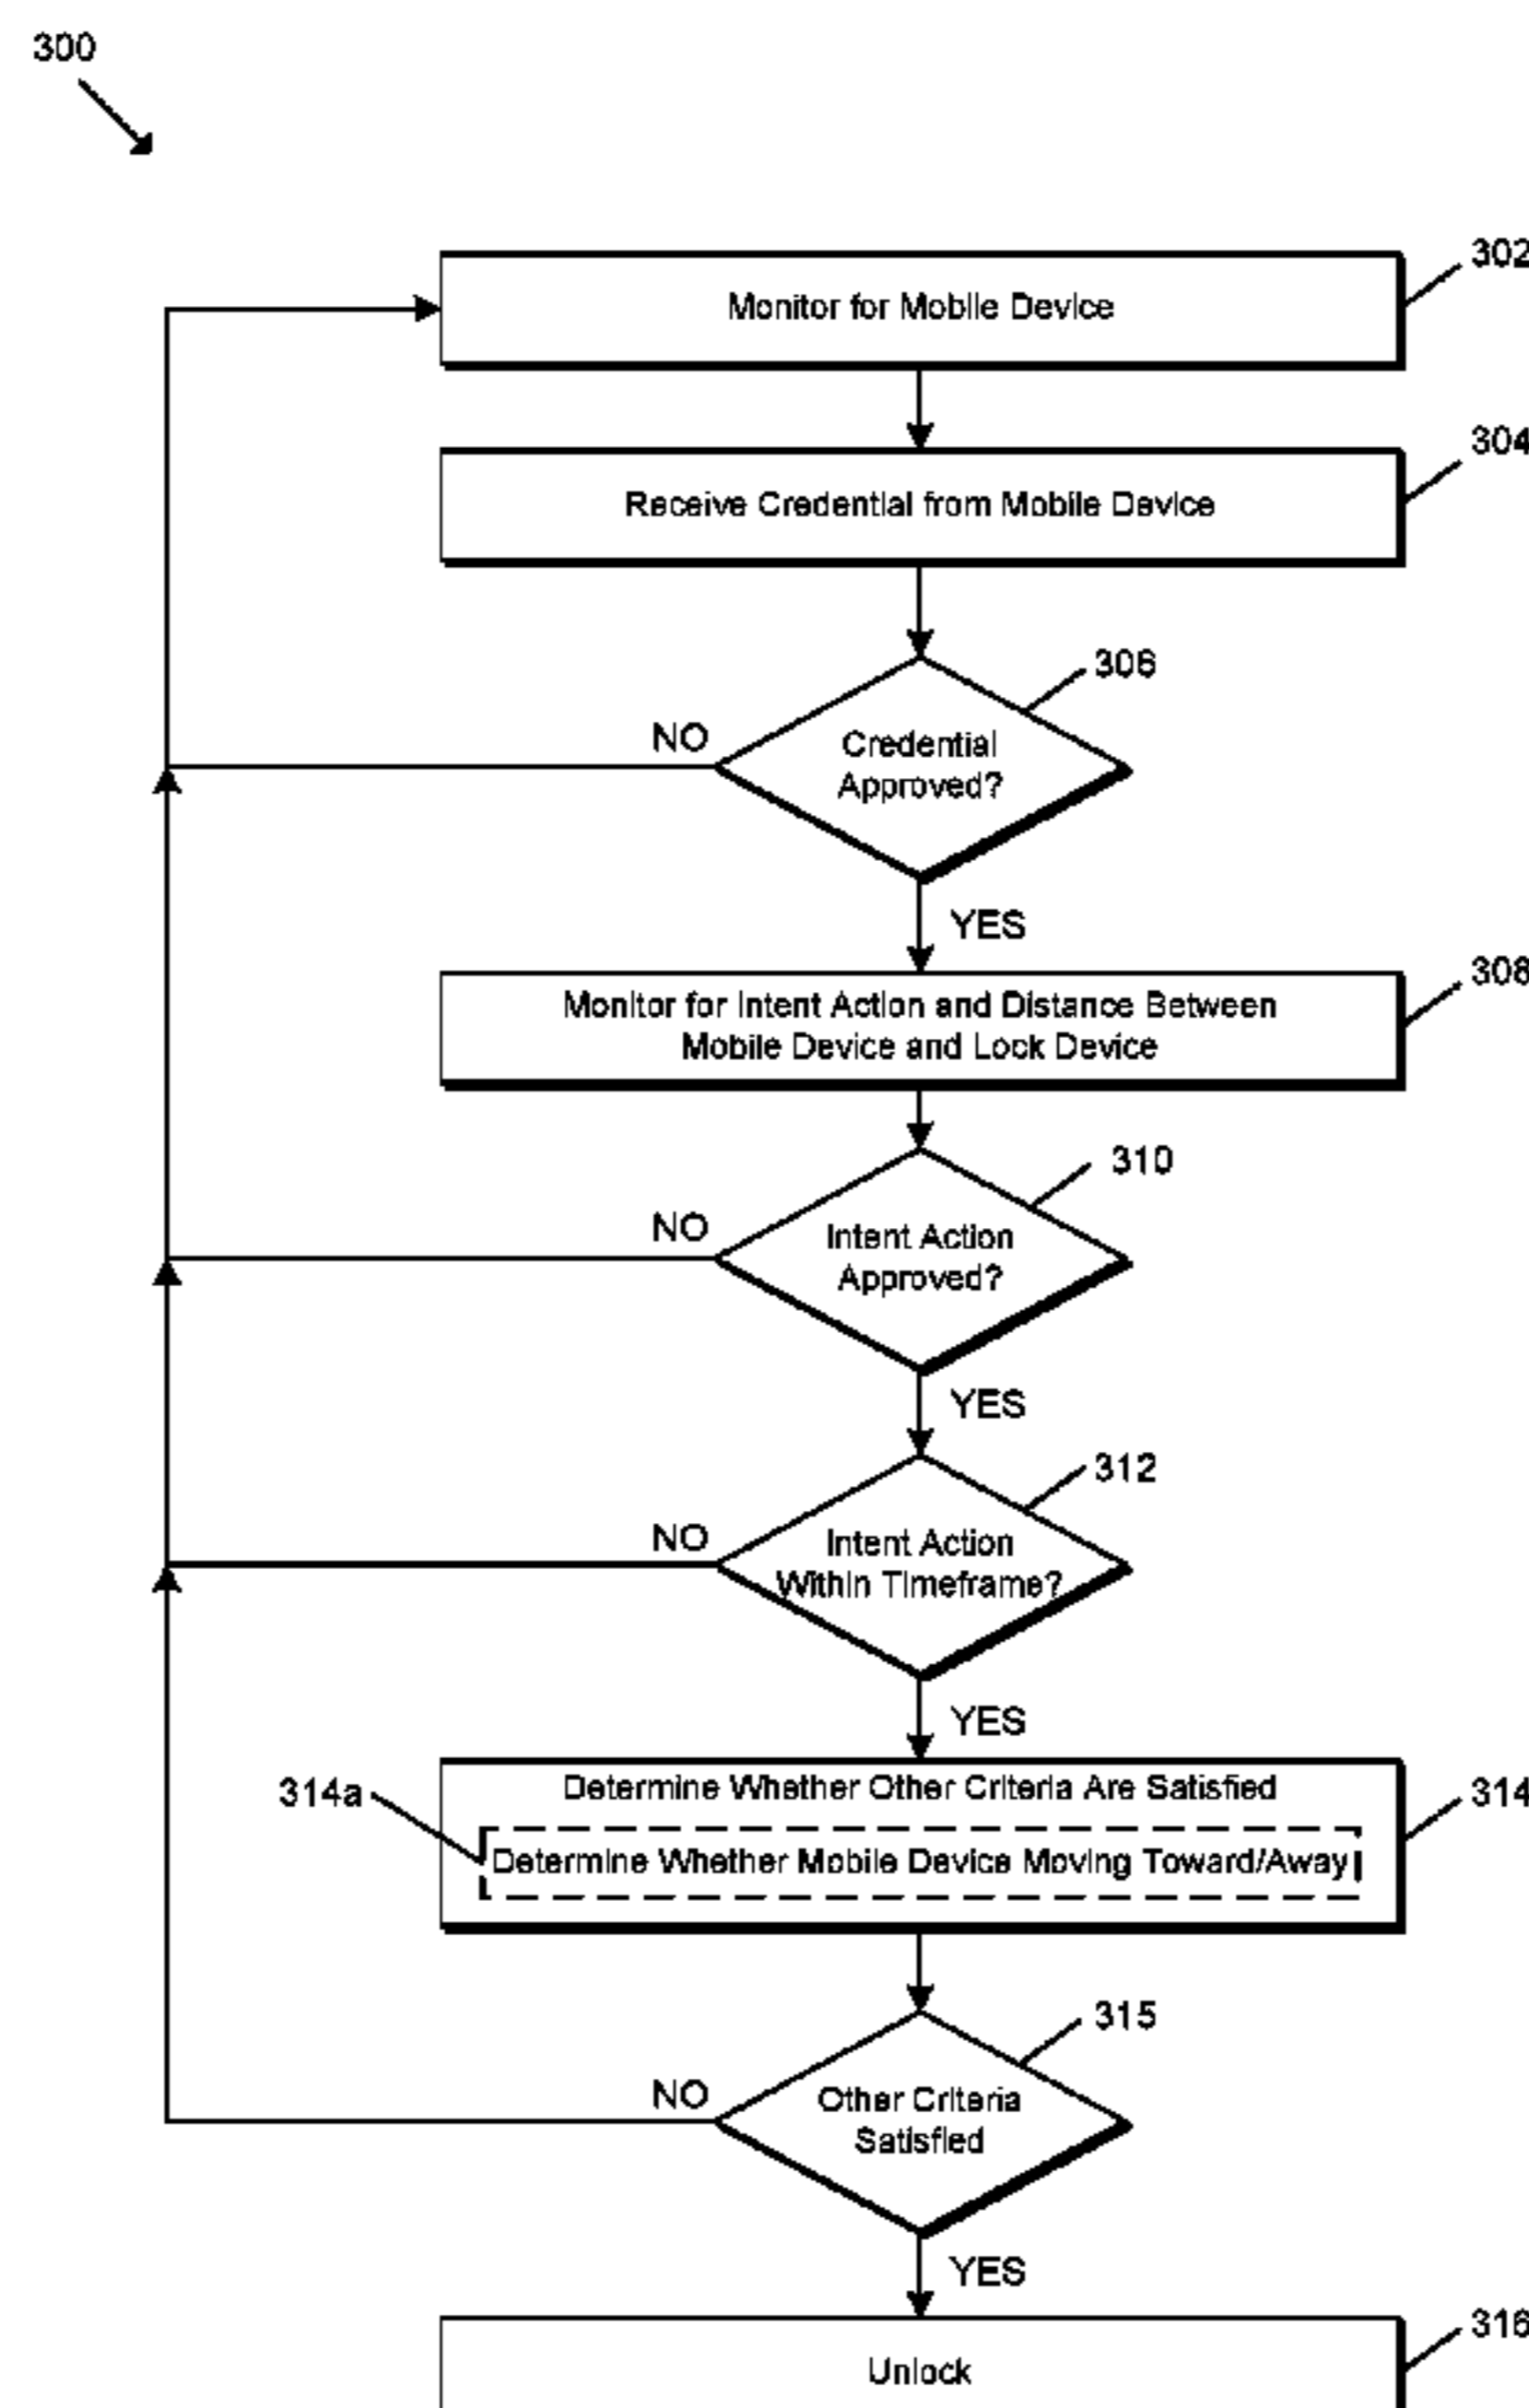 300
302
Monitor for Mobile Device
304
Receive Credential from Mobile Device
306
NO
Credential
Approved?
YES
308
Monitor for Intent Action and Distance Between
Mobile Device and Lock Device
310
NO
Intent Action
Approved?
YES
312
NO
Intent Action
Within Timeframe?
YES
314a
Determine Whether Other Criteria Are Satisfied
314
Determine Whether Mobile Device Moving Toward/Away
315
NO
Other Criteria
Satisfied
YES
316
Unlock